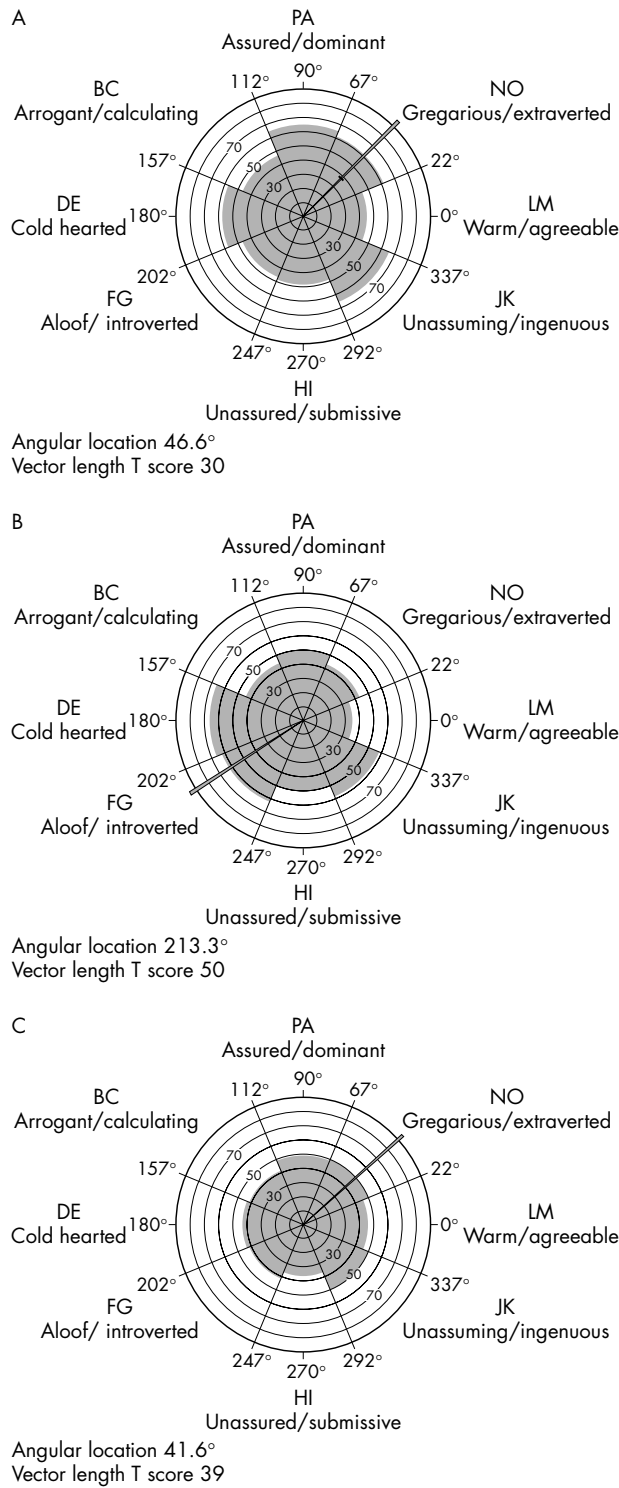 A
PA
Assured/dominant
90°
112° 67°
BC
Arrogant/calculating
NO
Gregarious/extraverted
157° 22°
70
50
30
DE
Cold hearted
180° 0°
LM
Warm/agreeable
30
50
70
202° 337°
FG
Aloof/ introverted
JK
Unassuming/ingenuous
247° 292°
270°
HI
Unassured/submissive
Angular location 46.6°
Vector length T score 30
B
PA
Assured/dominant
90°
112° 67°
BC
Arrogant/calculating
NO
Gregarious/extraverted
157° 22°
70
50
30
DE
Cold hearted
180° 0°
LM
Warm/agreeable
30
50
70
202° 337°
FG
Aloof/ introverted
JK
Unassuming/ingenuous
247° 292°
270°
HI
Unassured/submissive
Angular location 213.3°
Vector length T score 50
C
PA
Assured/dominant
90°
112° 67°
BC
Arrogant/calculating
NO
Gregarious/extraverted
157° 22°
70
50
30
DE
Cold hearted
180° 0°
LM
Warm/agreeable
30
50
70
202° 337°
FG
Aloof/ introverted
JK
Unassuming/ingenuous
247° 292°
270°
HI
Unassured/submissive
Angular location 41.6°
Vector length T score 39